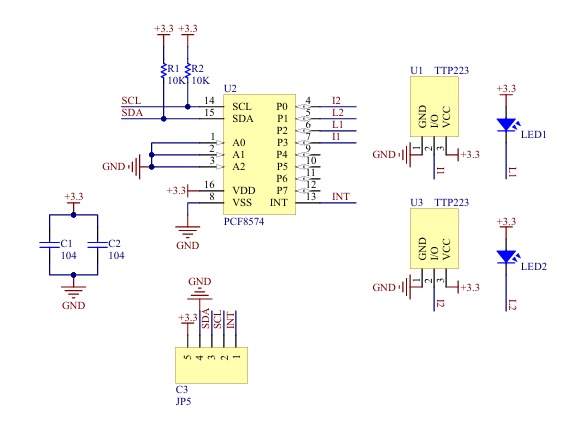 +3.3 +3.3
R1 R2
10K 10K
U2
SCL 14 SCL P0 4 I2
SDA 15 SDA P1 5 L2
P2 6 L1
1 A0 P3 7 I1
GND 2 A1 P4 9
3 A2 P5 10
P6 11
+3.3 16 VDD P7 12
8 VSS INT 13 INT
GND
PCF8574
U1 TTP223
GND I/O VCC
1 2 3
GND +3.3
I1
+3.3
LED1
L1
U3 TTP223
GND I/O VCC
1 2 3
GND +3.3
I2
+3.3
LED2
L2
+3.3
C1 C2
104 104
GND
GND
+3.3 SDA SCL INT
5 4 3 2 1
C3
JP5